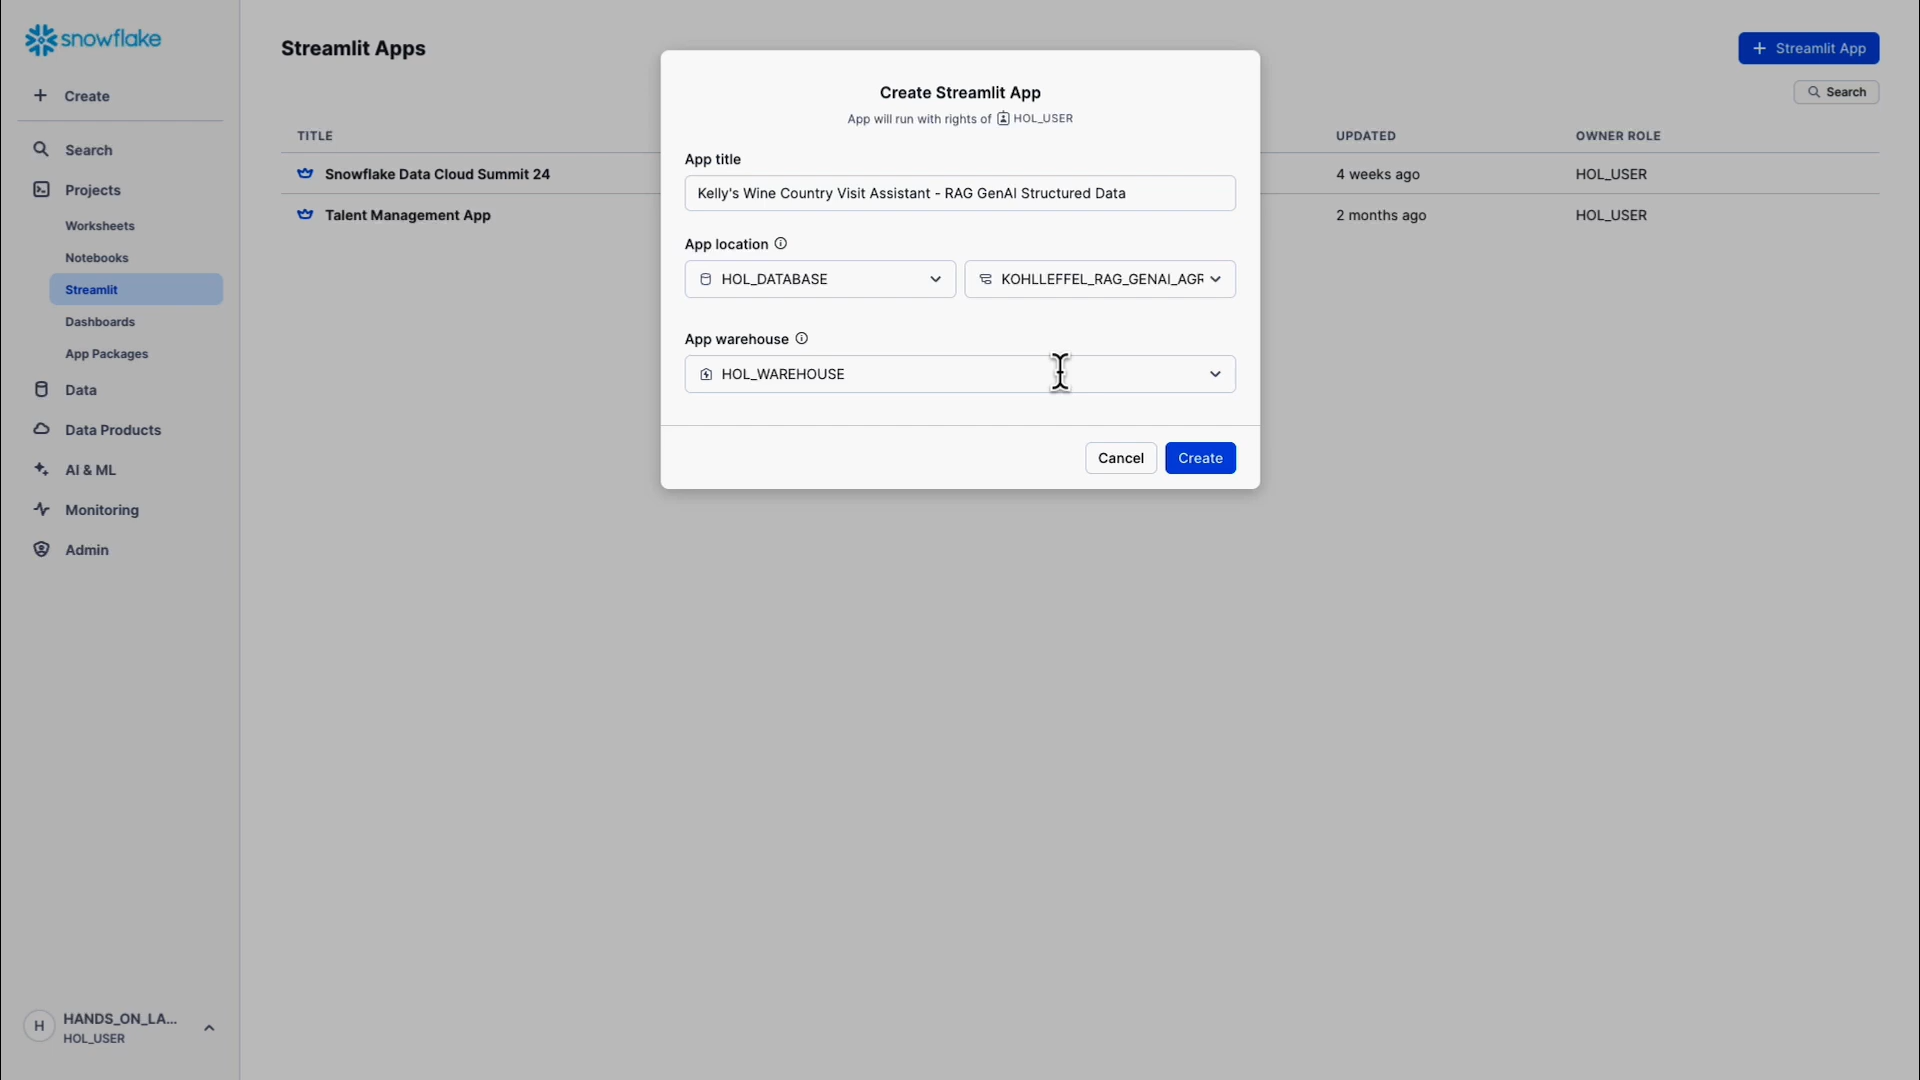 snowflake
Create
Search
Projects
Worksheets
Notebooks
Streamlit
Dashboards
App Packages
Data
Data Products
AI & ML
Monitoring
Admin
H
HANDS_ON_LA...
HOL_USER
Streamlit Apps
+ Streamlit App
Search
TITLE
UPDATED
OWNER ROLE
Snowflake Data Cloud Summit 24
4 weeks ago
HOL_USER
Talent Management App
2 months ago
HOL_USER
Create Streamlit App
App will run with rights of HOL_USER
App title
Kelly's Wine Country Visit Assistant - RAG GenAI Structured Data
App location
HOL_DATABASE
KOHLLEFFEL_RAG_GENAI_AGR
App warehouse
HOL_WAREHOUSE
Cancel
Create